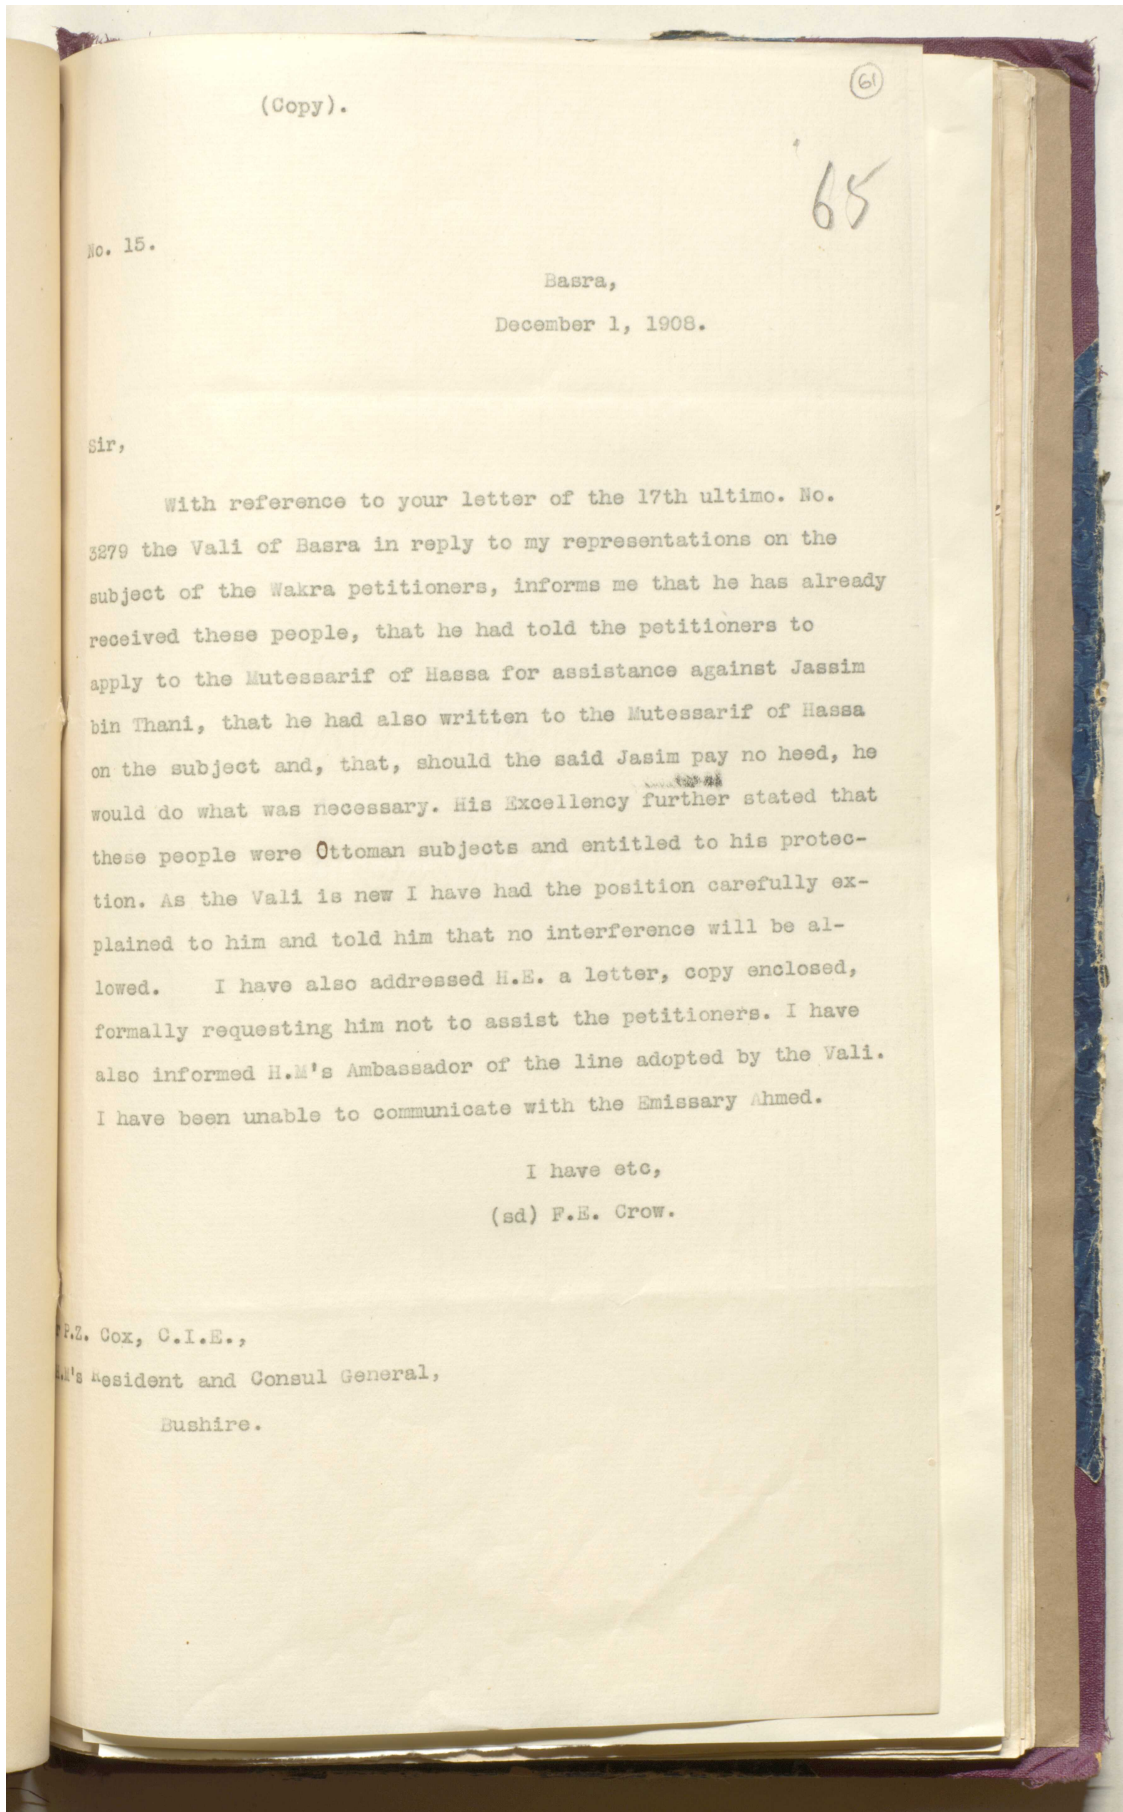 61
(Copy).
65
No. 15.
Basra,
December 1, 1908.
Sir,
With reference to your letter of the 17th ultimo. No.
3279 the Vali of Basra in reply to my representations on the
subject of the Wakra petitioners, informs me that he has already
received these people, that he had told the petitioners to
apply to the Mutessarif of Hassa for assistance against Jassim
bin Thani, that he had also written to the Mutessarif of Hassa
on the subject and, that, should the said Jasim pay no heed, he
would do what was necessary. His Excellency further stated that
these people were Ottoman subjects and entitled to his protec-
tion. As the Vali is new I have had the position carefully ex-
plained to him and told him that no interference will be al-
lowed. I have also addressed H.E. a letter, copy enclosed,
formally requesting him not to assist the petitioners. I have
also informed H.M's Ambassador of the line adopted by the Vali.
I have been unable to communicate with the Emissary Ahmed.
I have etc,
(sd) F.E. Crow.
P.Z. Cox, C.I.E.,
H.M's Resident and Consul General,
Bushire.